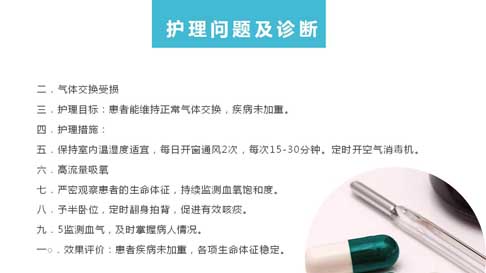 护理问题及诊断
二．气体交换受损
三．护理目标：患者能维持正常气体交换，疾病未加重。
四．护理措施：
五．保持室内温湿度适宜，每日开窗通风2次，每次15-30分钟。定时开空气消毒机。
六．高流量吸氧
七．严密观察患者的生命体征，持续监测血氧饱和度。
八．予半卧位，定时翻身拍背，促进有效咳痰。
九．5监测血气，及时掌握病人情况。
一○．效果评价：患者疾病未加重，各项生命体征稳定。